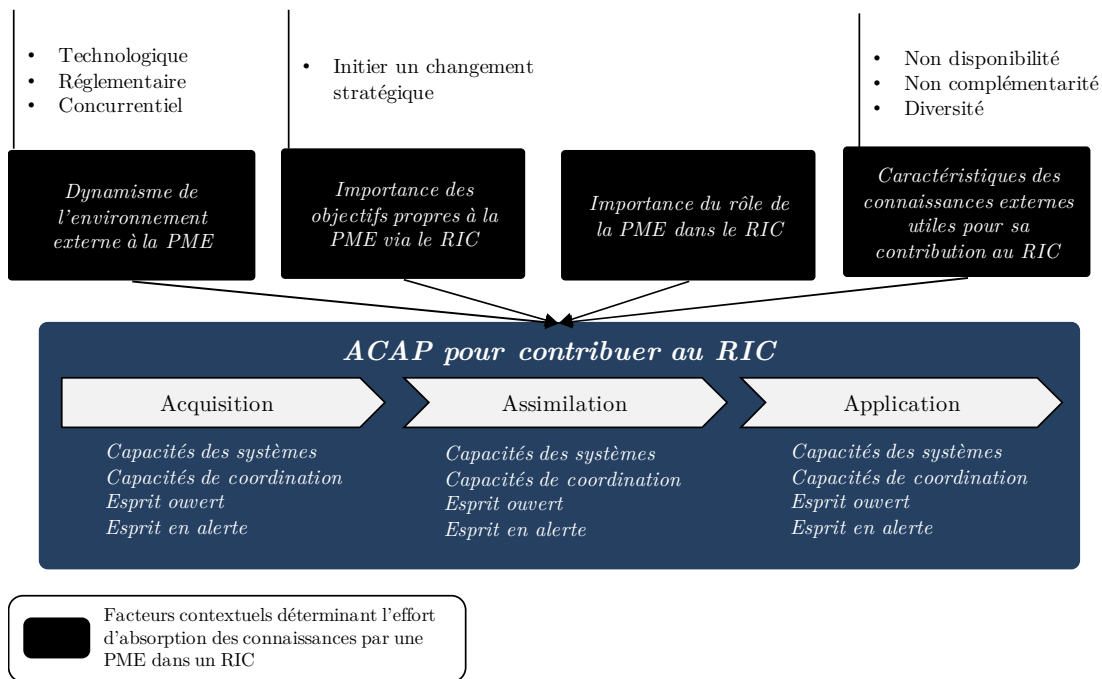 • Technologique
• Réglementaire
• Concurrentiel
• Initier un changement
stratégique
• Non disponibilité
• Non complémentarité
• Diversité
Dynamisme de
l'environnement
externe à la PME
Importance des
objectifs propres à la
PME via le RIC
Importance du rôle de
la PME dans le RIC
Caractéristiques des
connaissances externes
utiles pour sa
contribution au RIC
ACAP pour contribuer au RIC
Acquisition
Capacités des systèmes
Capacités de coordination
Esprit ouvert
Esprit en alerte
Assimilation
Capacités des systèmes
Capacités de coordination
Esprit ouvert
Esprit en alerte
Application
Capacités des systèmes
Capacités de coordination
Esprit ouvert
Esprit en alerte
Facteurs contextuels déterminant l'effort
d'absorption des connaissances par une
PME dans un RIC